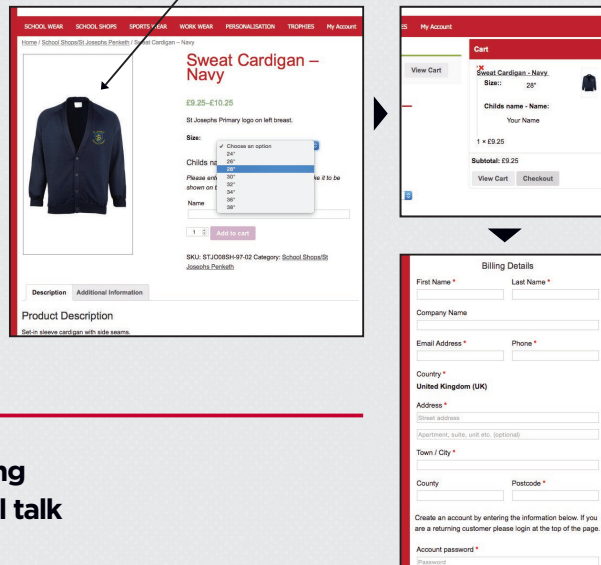 SCHOOL WEAR SCHOOL SHOPS SPORTS WEAR WORK WEAR PERSONALISATION TROPHIES My Account
Home / School Shops/St Josephs Penketh / Sweat Cardigan – Navy
Sweat Cardigan –
Navy
£9.25–£10.25
St Josephs Primary logo on left breast.
Size:
✓ Choose an option
24"
26"
28"
30"
32"
34"
36"
38"
Childs na
Please ent ke it to be
shown on t
Name
1 Add to cart
SKU: STJO08SH-97-02 Category: School Shops/St
Josephs Penketh
Description Additional Information
Product Description
Set-in sleeve cardigan with side seams.
ES My Account
View Cart
Cart
Sweat Cardigan - Navy
Size:: 28"
Childs name - Name:
Your Name
1 × £9.25
Subtotal: £9.25
View Cart Checkout
Billing Details
First Name * Last Name *
Company Name
Email Address * Phone *
Country *
United Kingdom (UK)
Address *
Street address
Apartment, suite, unit etc. (optional)
Town / City *
County Postcode *
Create an account by entering the information below. If you
are a returning customer please login at the top of the page.
Account password *
Password
ng
l talk